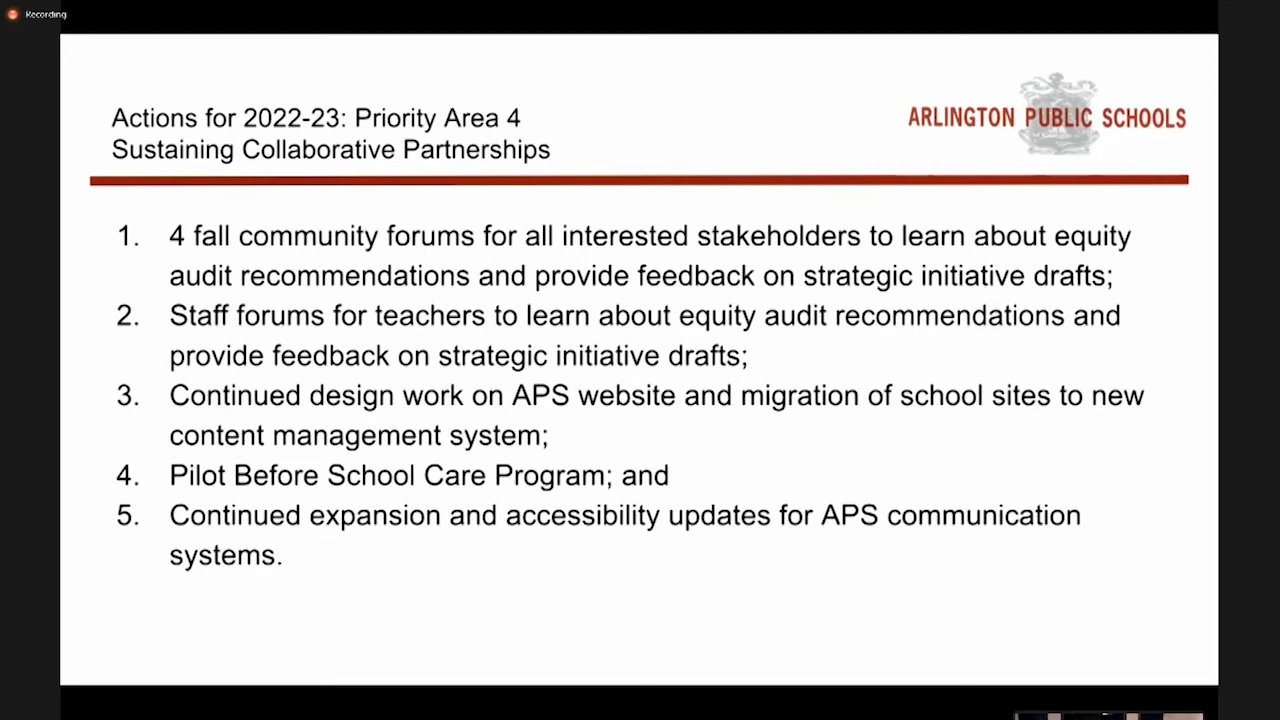 Recording
Actions for 2022-23: Priority Area 4
Sustaining Collaborative Partnerships
ARLINGTON PUBLIC SCHOOLS
1. 4 fall community forums for all interested stakeholders to learn about equity
audit recommendations and provide feedback on strategic initiative drafts;
2. Staff forums for teachers to learn about equity audit recommendations and
provide feedback on strategic initiative drafts;
3. Continued design work on APS website and migration of school sites to new
content management system;
4. Pilot Before School Care Program; and
5. Continued expansion and accessibility updates for APS communication
systems.